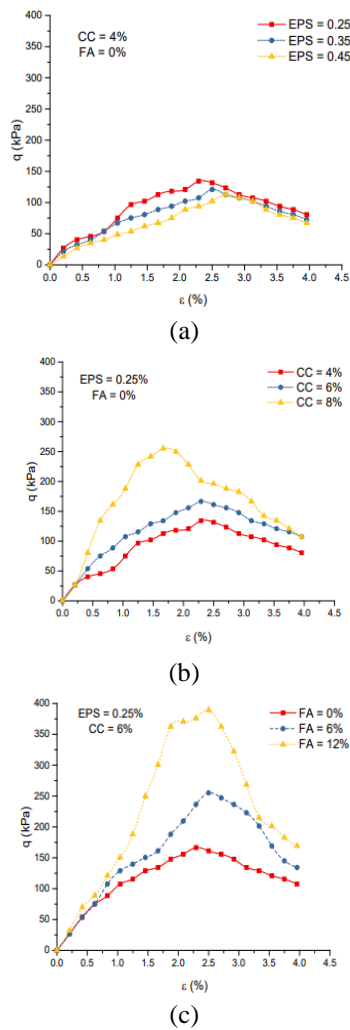 400
350
300
250
200
150
100
50
0
q (kPa)
CC = 4%
FA = 0%
EPS = 0.25
EPS = 0.35
EPS = 0.45
0.0 0.5 1.0 1.5 2.0 2.5 3.0 3.5 4.0 4.5
ε (%)
(a)
400
350
300
250
200
150
100
50
0
q (kPa)
EPS = 0.25%
FA = 0%
CC = 4%
CC = 6%
CC = 8%
0.0 0.5 1.0 1.5 2.0 2.5 3.0 3.5 4.0 4.5
ε (%)
(b)
400
350
300
250
200
150
100
50
0
q (kPa)
EPS = 0.25%
CC = 6%
FA = 0%
FA = 6%
FA = 12%
0.0 0.5 1.0 1.5 2.0 2.5 3.0 3.5 4.0 4.5
ε (%)
(c)